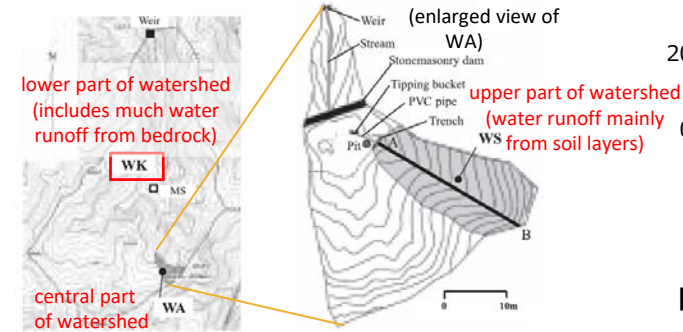 Weir
N
lower part of watershed
(includes much water
runoff from bedrock)
WK
MS
central part
of watershed
WA
(enlarged view of
WA)
Weir
Stream
Stonemasonry dam
Tipping bucket
PVC pipe
Trench
Pit
A
WS
B
0
10m
upper part of watershed
(water runoff mainly
from soil layers)
20